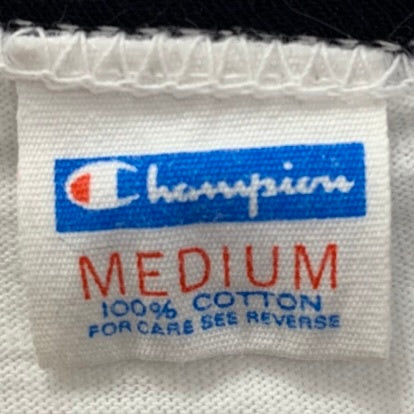 Champion
MEDIUM
100% COTTON
FOR CARE SEE REVERSE